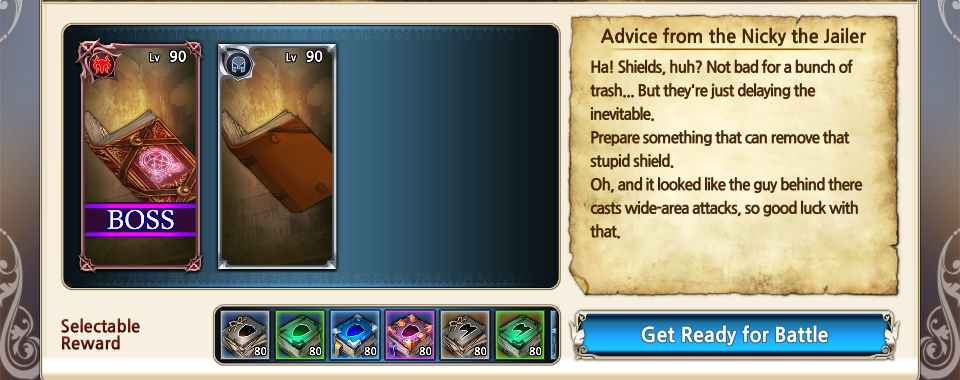 Lv 90
Lv 90
BOSS
Advice from the Nicky the Jailer
Ha! Shields, huh? Not bad for a bunch of
trash... But they're just delaying the
inevitable.
Prepare something that can remove that
stupid shield.
Oh, and it looked like the guy behind there
casts wide-area attacks, so good luck with
that.
Selectable
Reward
80 80 80 80 80 80
Get Ready for Battle